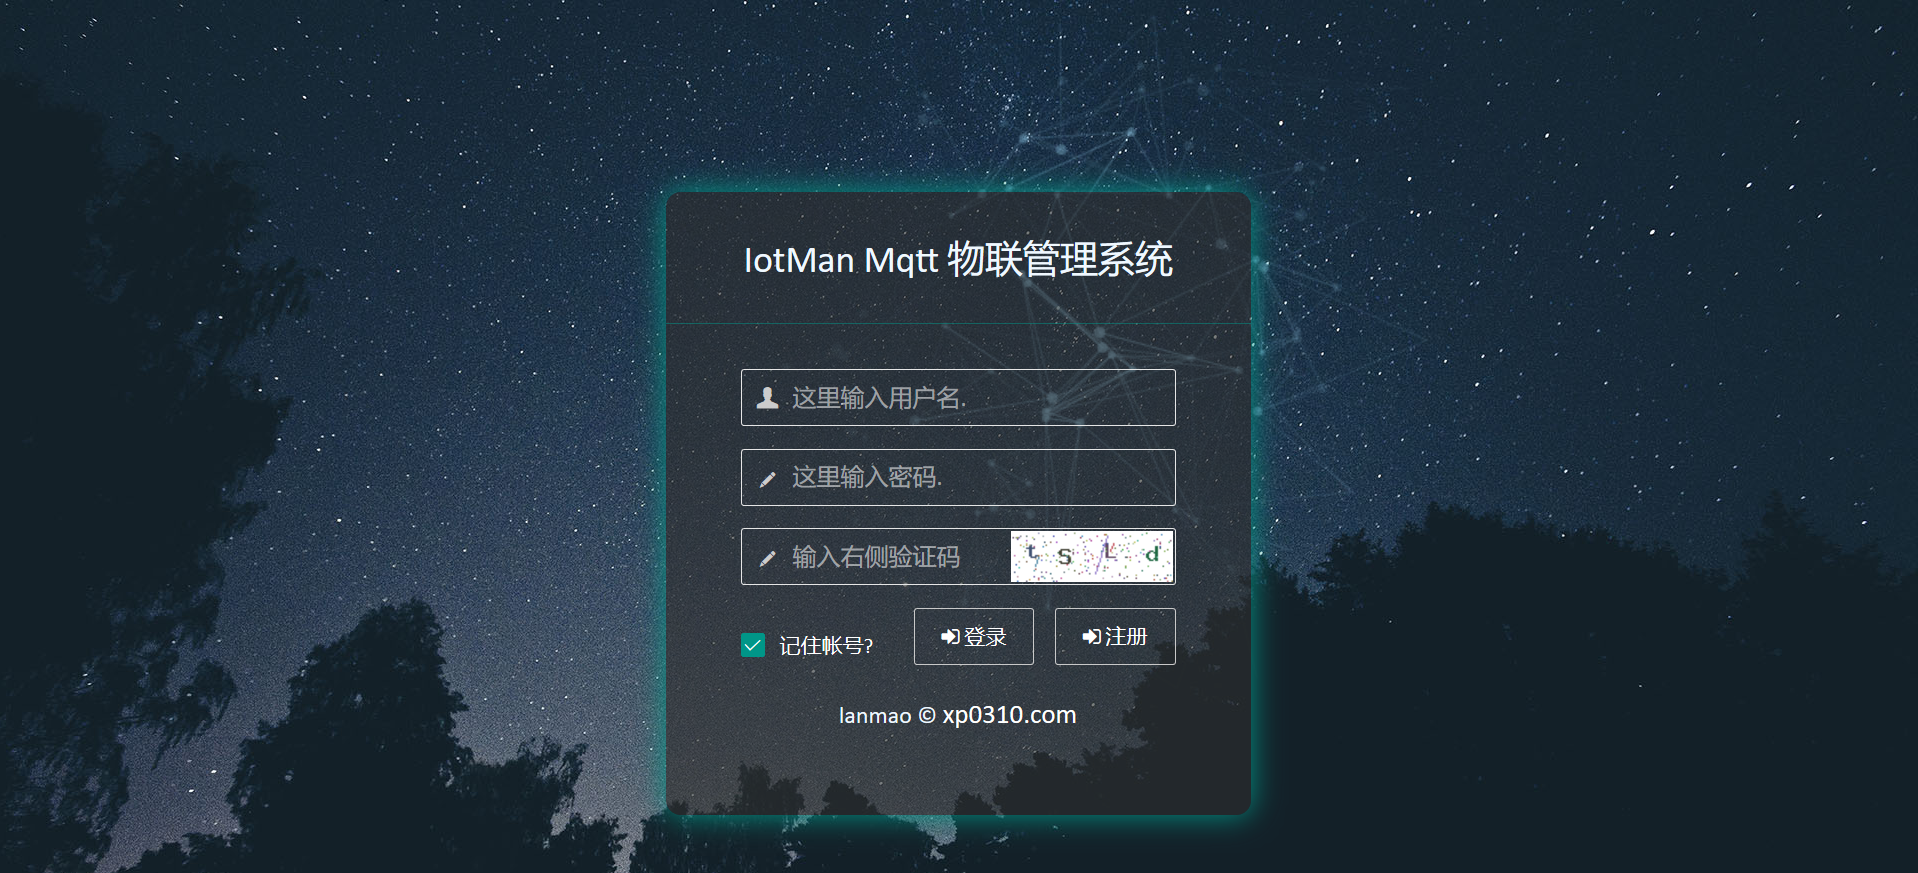 IotMan Mqtt 物联管理系统
这里输入用户名.
这里输入密码.
输入右侧验证码 t S L d
记住帐号? 登录 注册
lanmao © xp0310.com